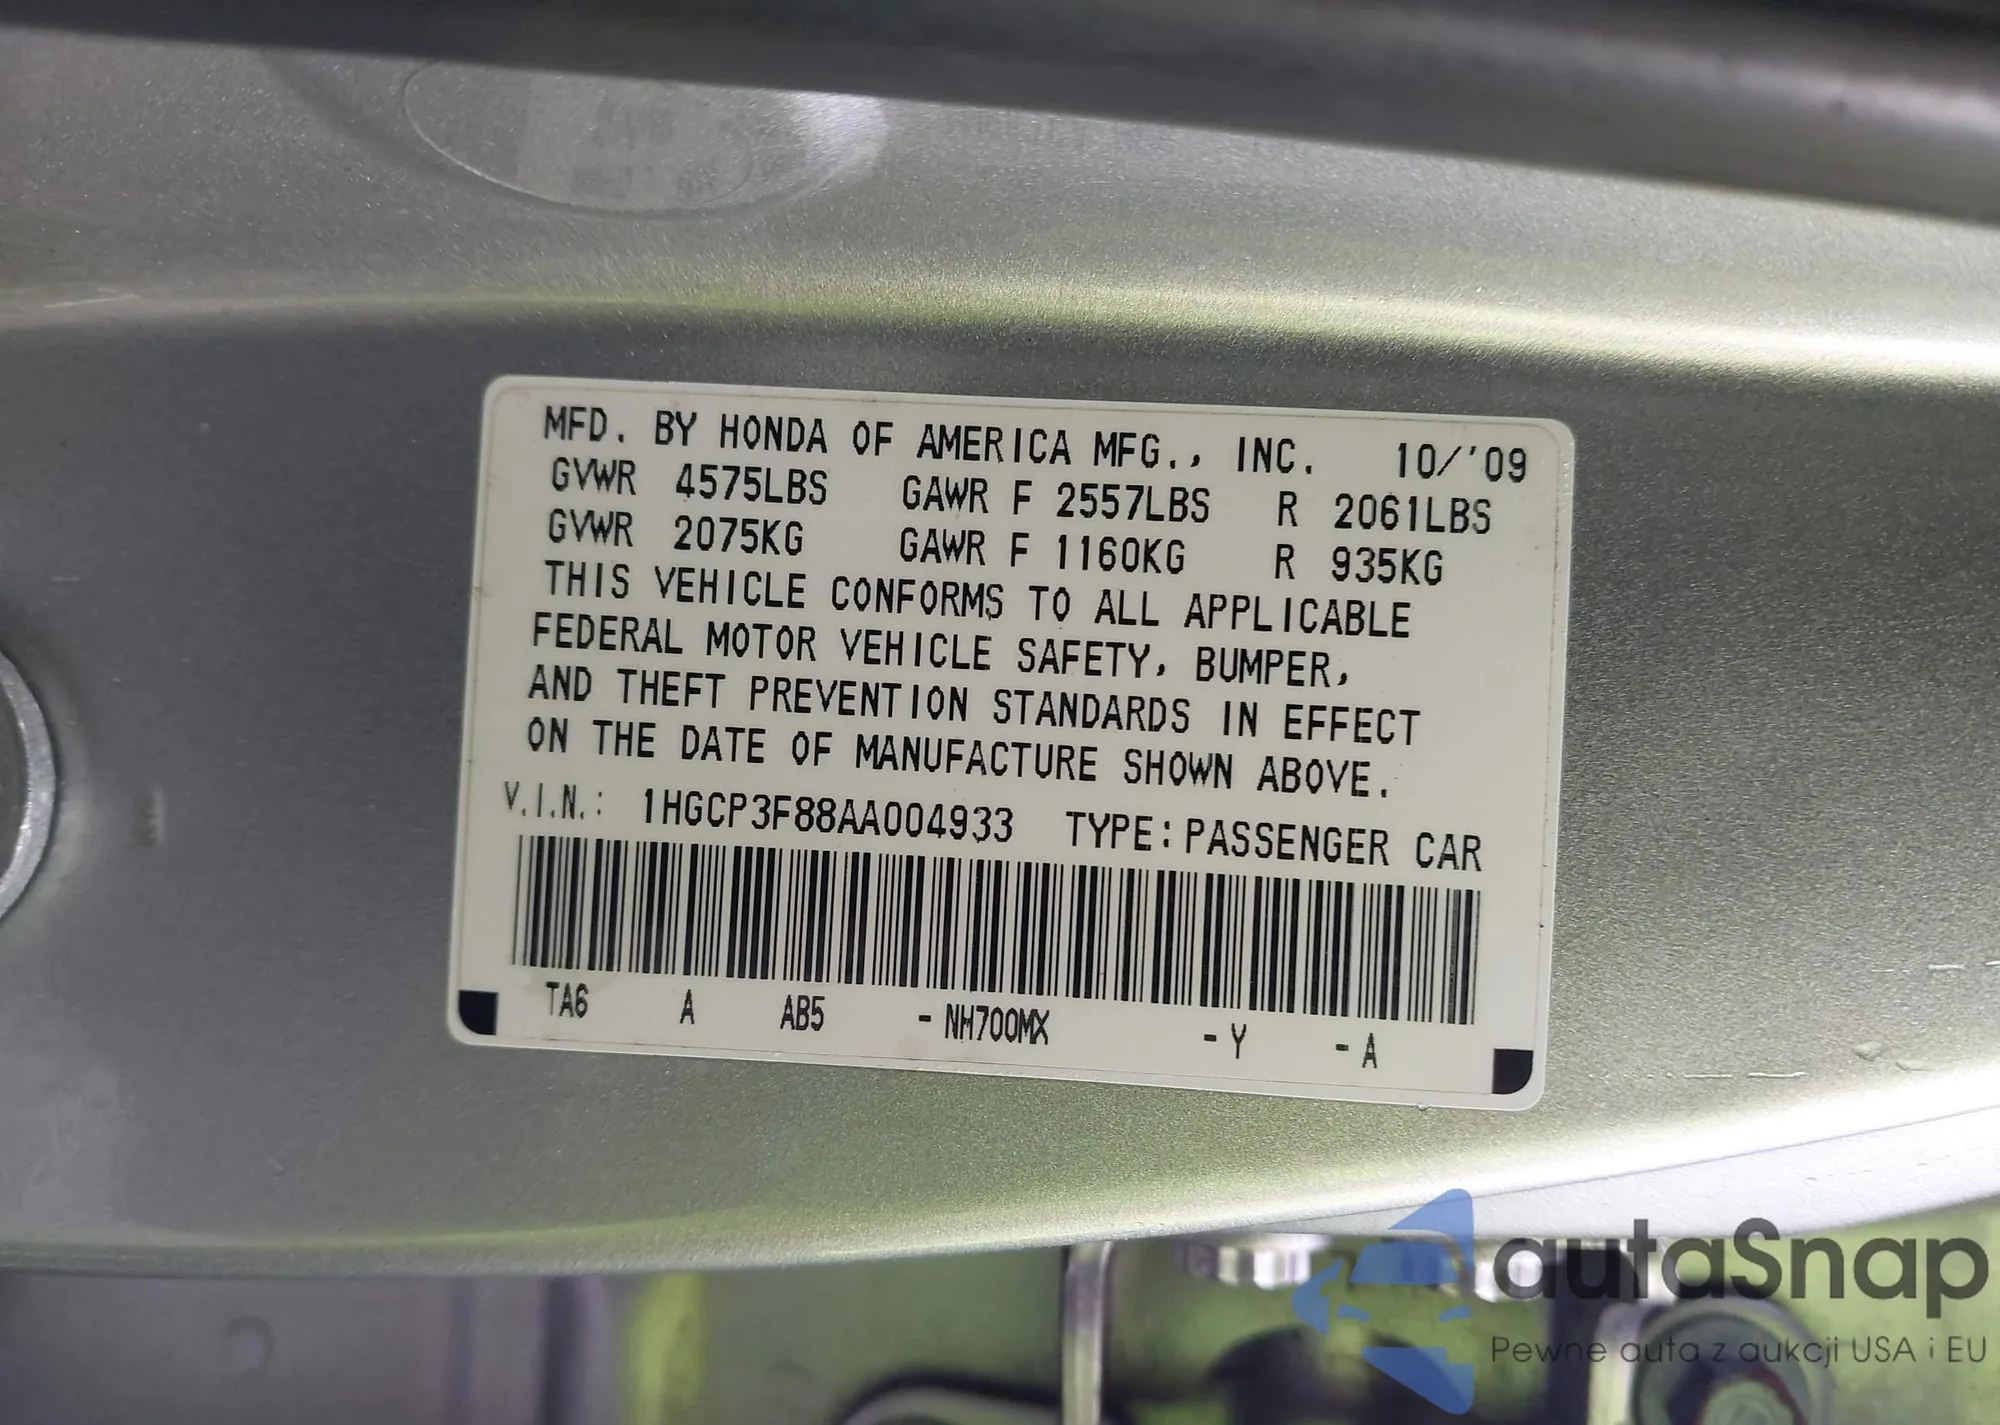 MFD. BY HONDA OF AMERICA MFG., INC. 10/'09
GVWR 4575LBS GAWR F 2557LBS R 2061LBS
GVWR 2075KG GAWR F 1160KG R 935KG
THIS VEHICLE CONFORMS TO ALL APPLICABLE
FEDERAL MOTOR VEHICLE SAFETY, BUMPER,
AND THEFT PREVENTION STANDARDS IN EFFECT
ON THE DATE OF MANUFACTURE SHOWN ABOVE.
V.I.N.: 1HGCP3F88AA004933 TYPE: PASSENGER CAR
TA6 A AB5 - NH700MX - Y - A
autaSnap
Pewne auta z aukcji USA i EU